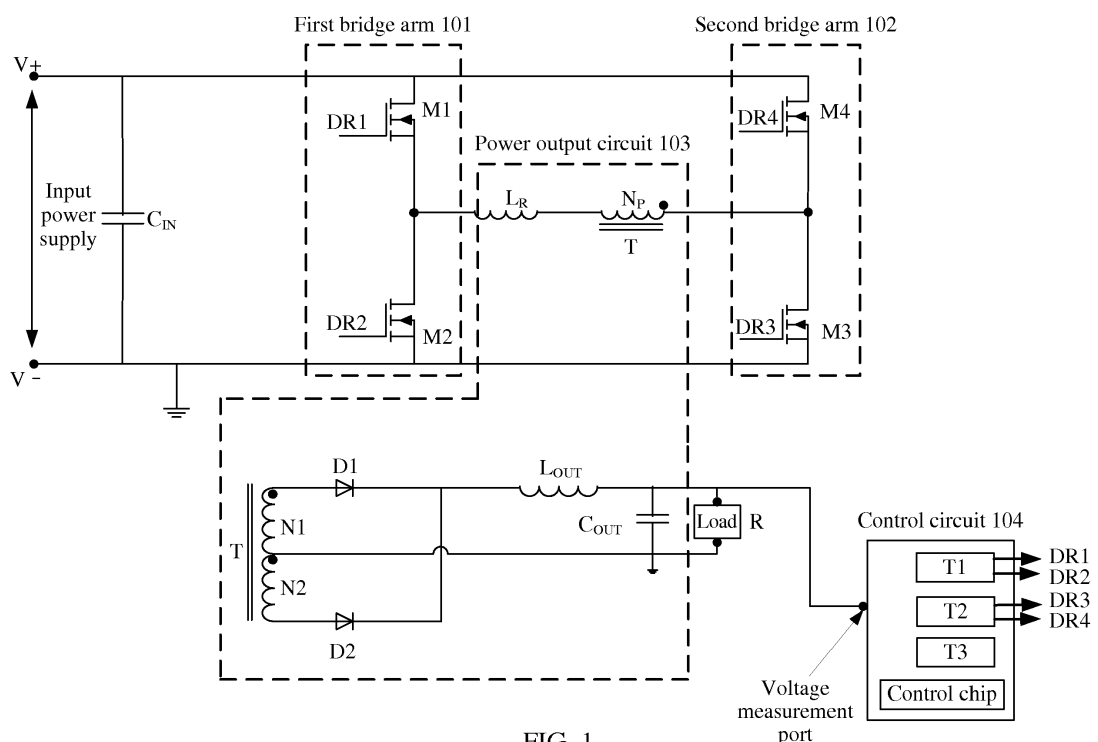 First bridge arm 101
Second bridge arm 102
V+
DR1
M1
DR4
M4
Power output circuit 103
Input
power
supply
CIN
LR
NP
T
DR2
M2
DR3
M3
V -
D1
LOUT
N1
COUT
Load
R
Control circuit 104
T
N2
T1
DR1
DR2
T2
DR3
DR4
D2
T3
Control chip
Voltage
measurement
port
FIG. 1